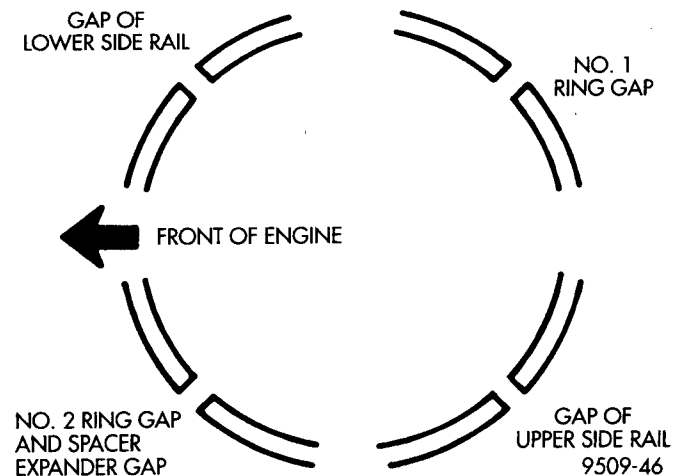 GAP OF
LOWER SIDE RAIL
NO. 1
RING GAP
FRONT OF ENGINE
NO. 2 RING GAP
AND SPACER
EXPANDER GAP
GAP OF
UPPER SIDE RAIL
9509-46